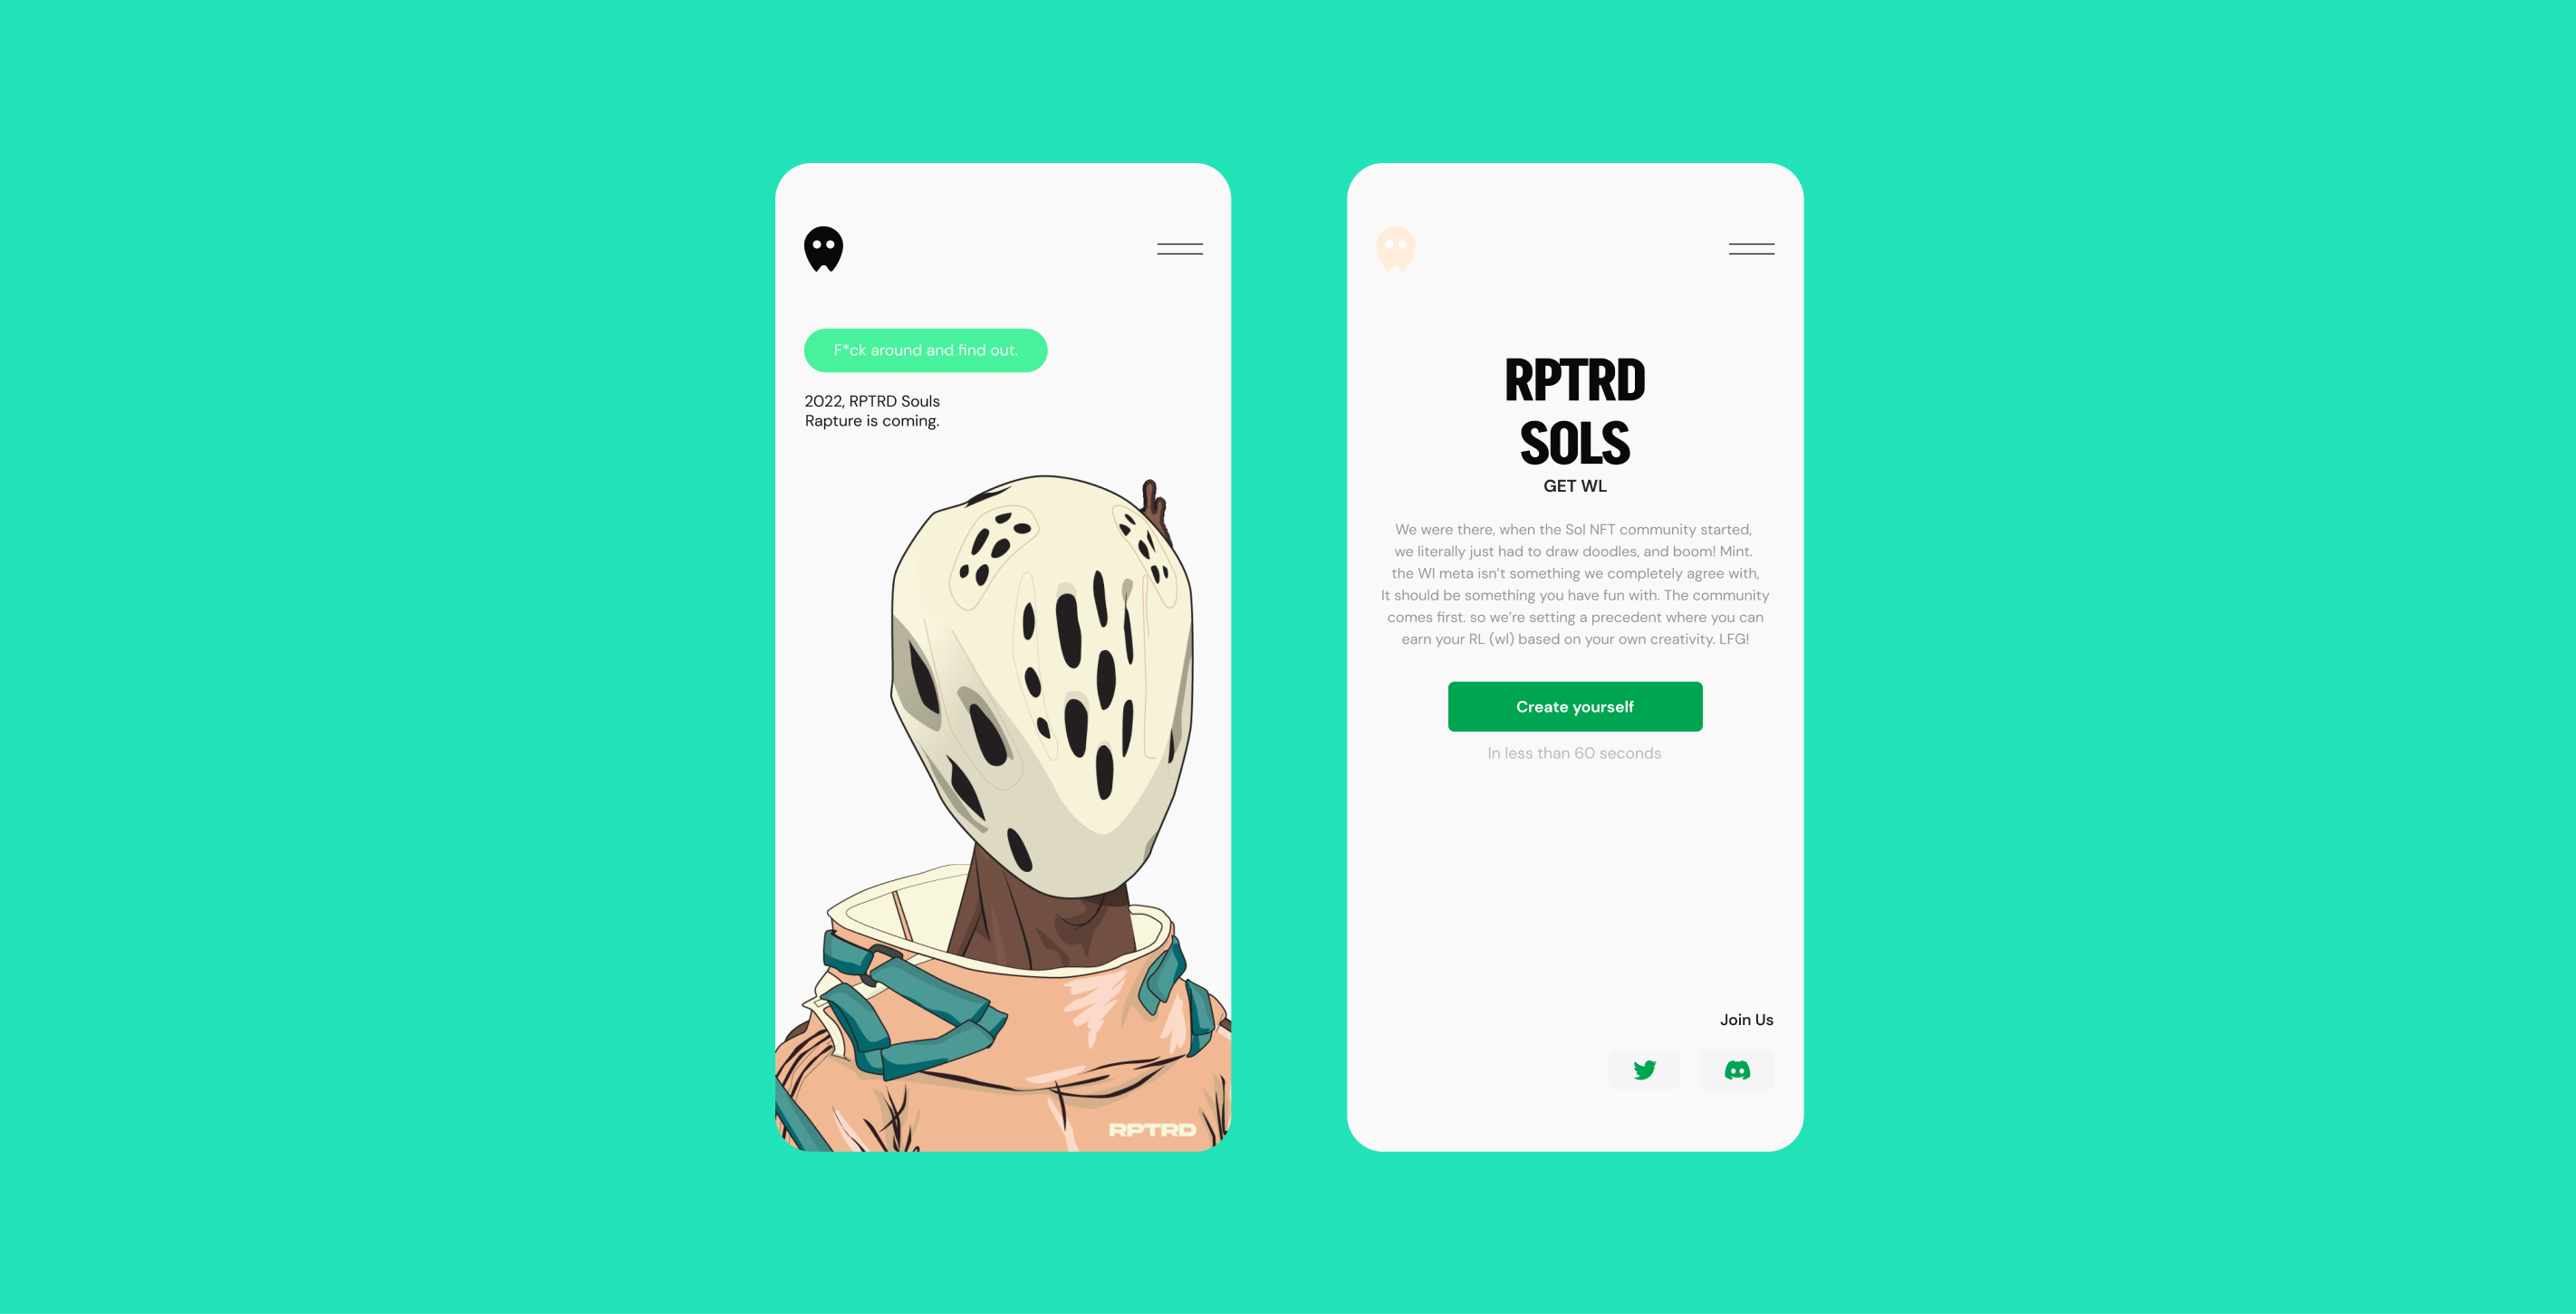 F*ck around and find out.
2022, RPTRD Souls
Rapture is coming.
RPTRD
RPTRD
SOLS
GET WL
We were there, when the Sol NFT community started,
we literally just had to draw doodles, and boom! Mint.
the Wl meta isn’t something we completely agree with,
It should be something you have fun with. The community
comes first. so we’re setting a precedent where you can
earn your RL (wl) based on your own creativity. LFG!
Create yourself
In less than 60 seconds
Join Us